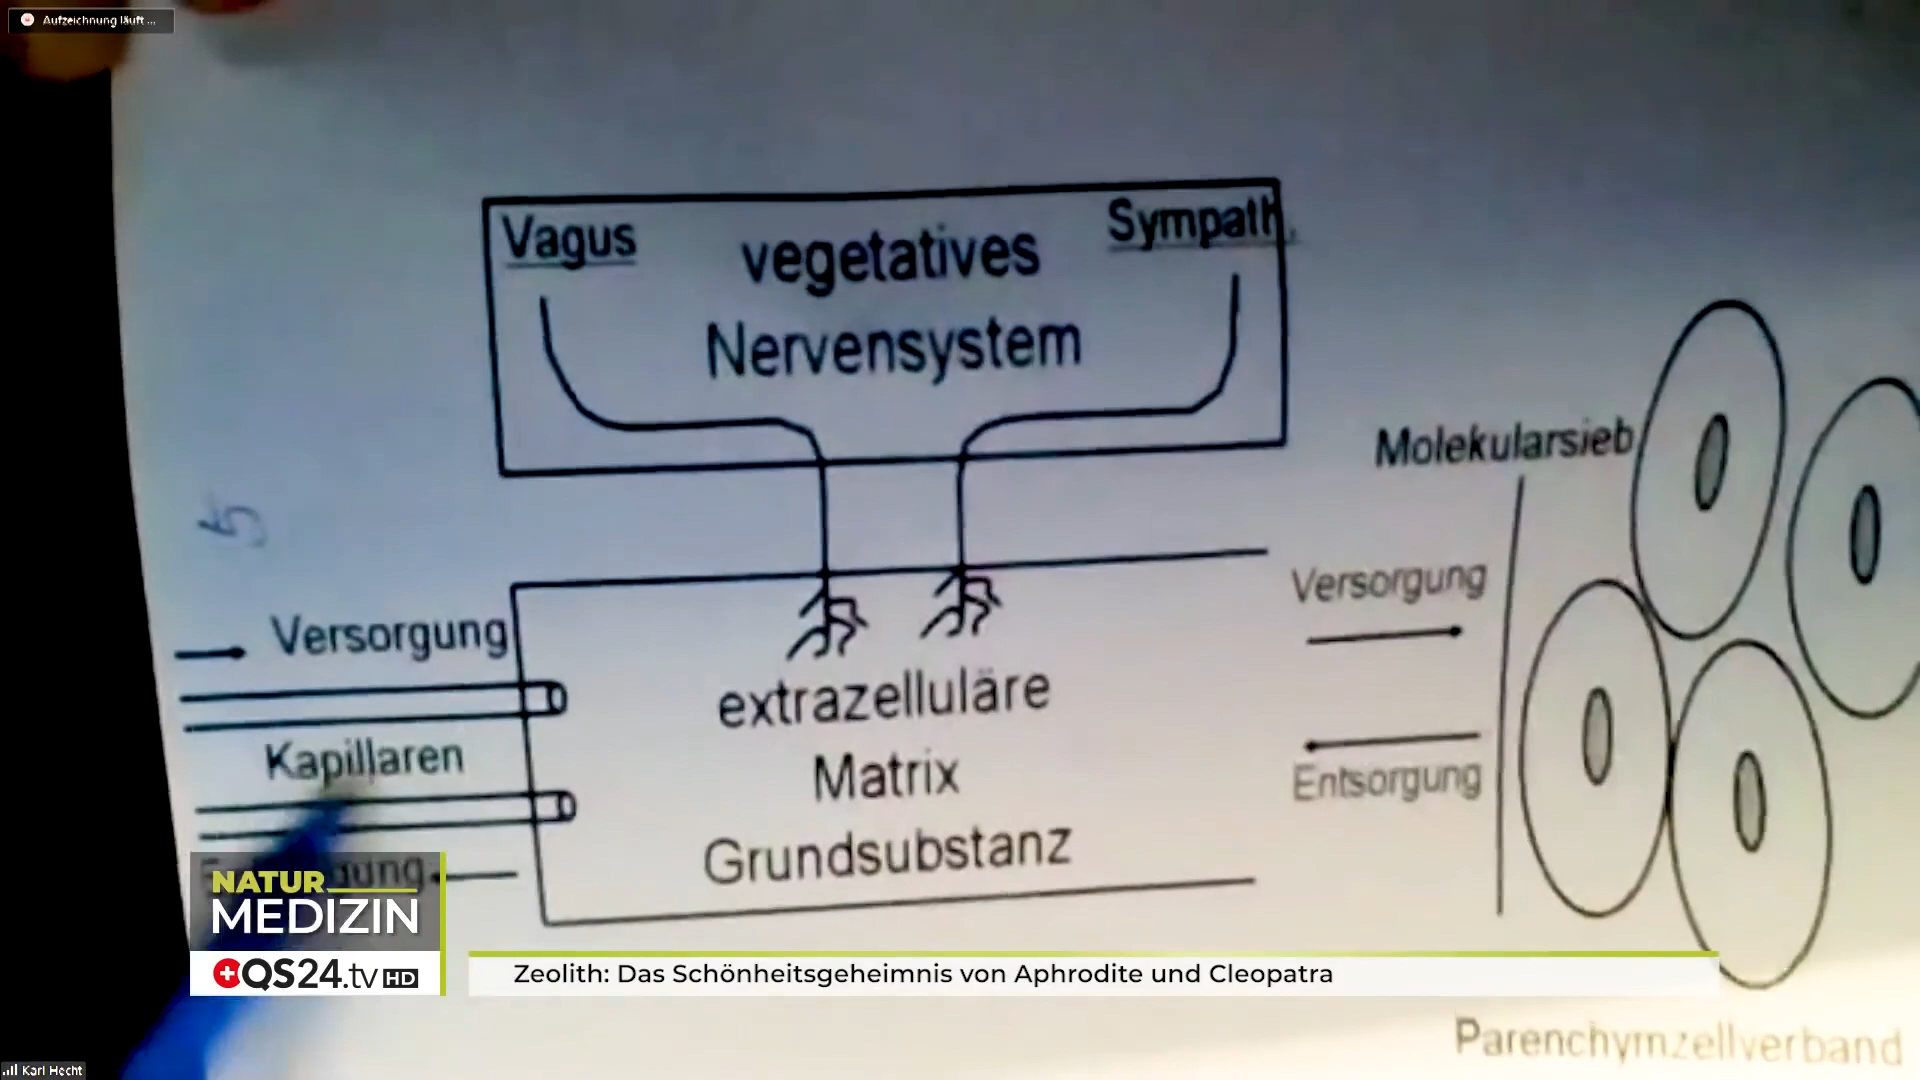 Aufzeichnung läuft ...
Vagus
vegetatives
Sympath.
Nervensystem
Molekularsieb
Versorgung
Versorgung
extrazelluläre
Kapillaren
Matrix
Entsorgung
Grundsubstanz
NATUR
MEDIZIN
QS24.tv HD
Zeolith: Das Schönheitsgeheimnis von Aphrodite und Cleopatra
Parenchymzellverband
Karl Hecht